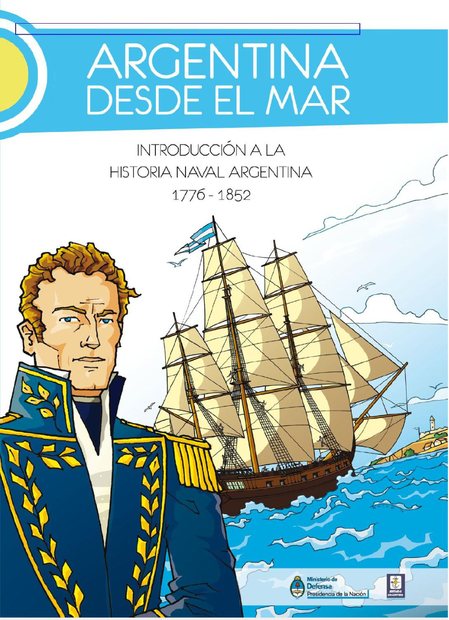 ARGENTINA
DESDE EL MAR
INTRODUCCIÓN A LA
HISTORIA NAVAL ARGENTINA
1776 - 1852
Ministerio de
Defensa
Presidencia de la Nación